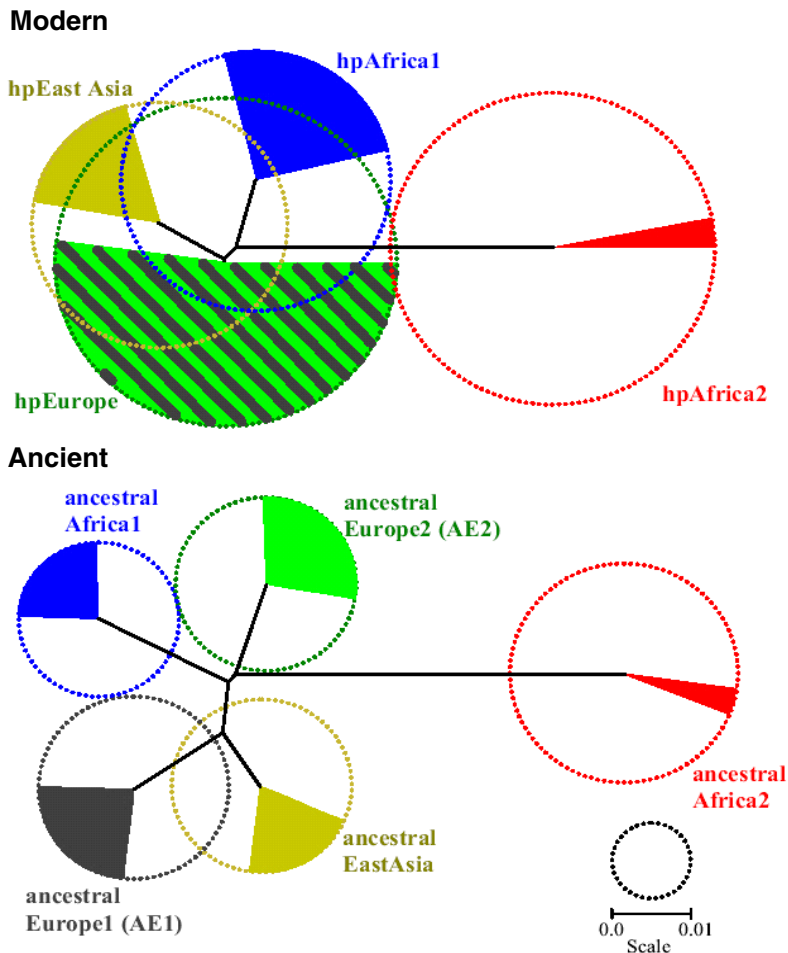 Modern
hpAfrica1
hpEast Asia
hpEurope
hpAfrica2
Ancient
ancestral
Africa1
ancestral
Europe2 (AE2)
ancestral
Africa2
ancestral
EastAsia
ancestral
Europe1 (AE1)
0.0 0.01
Scale